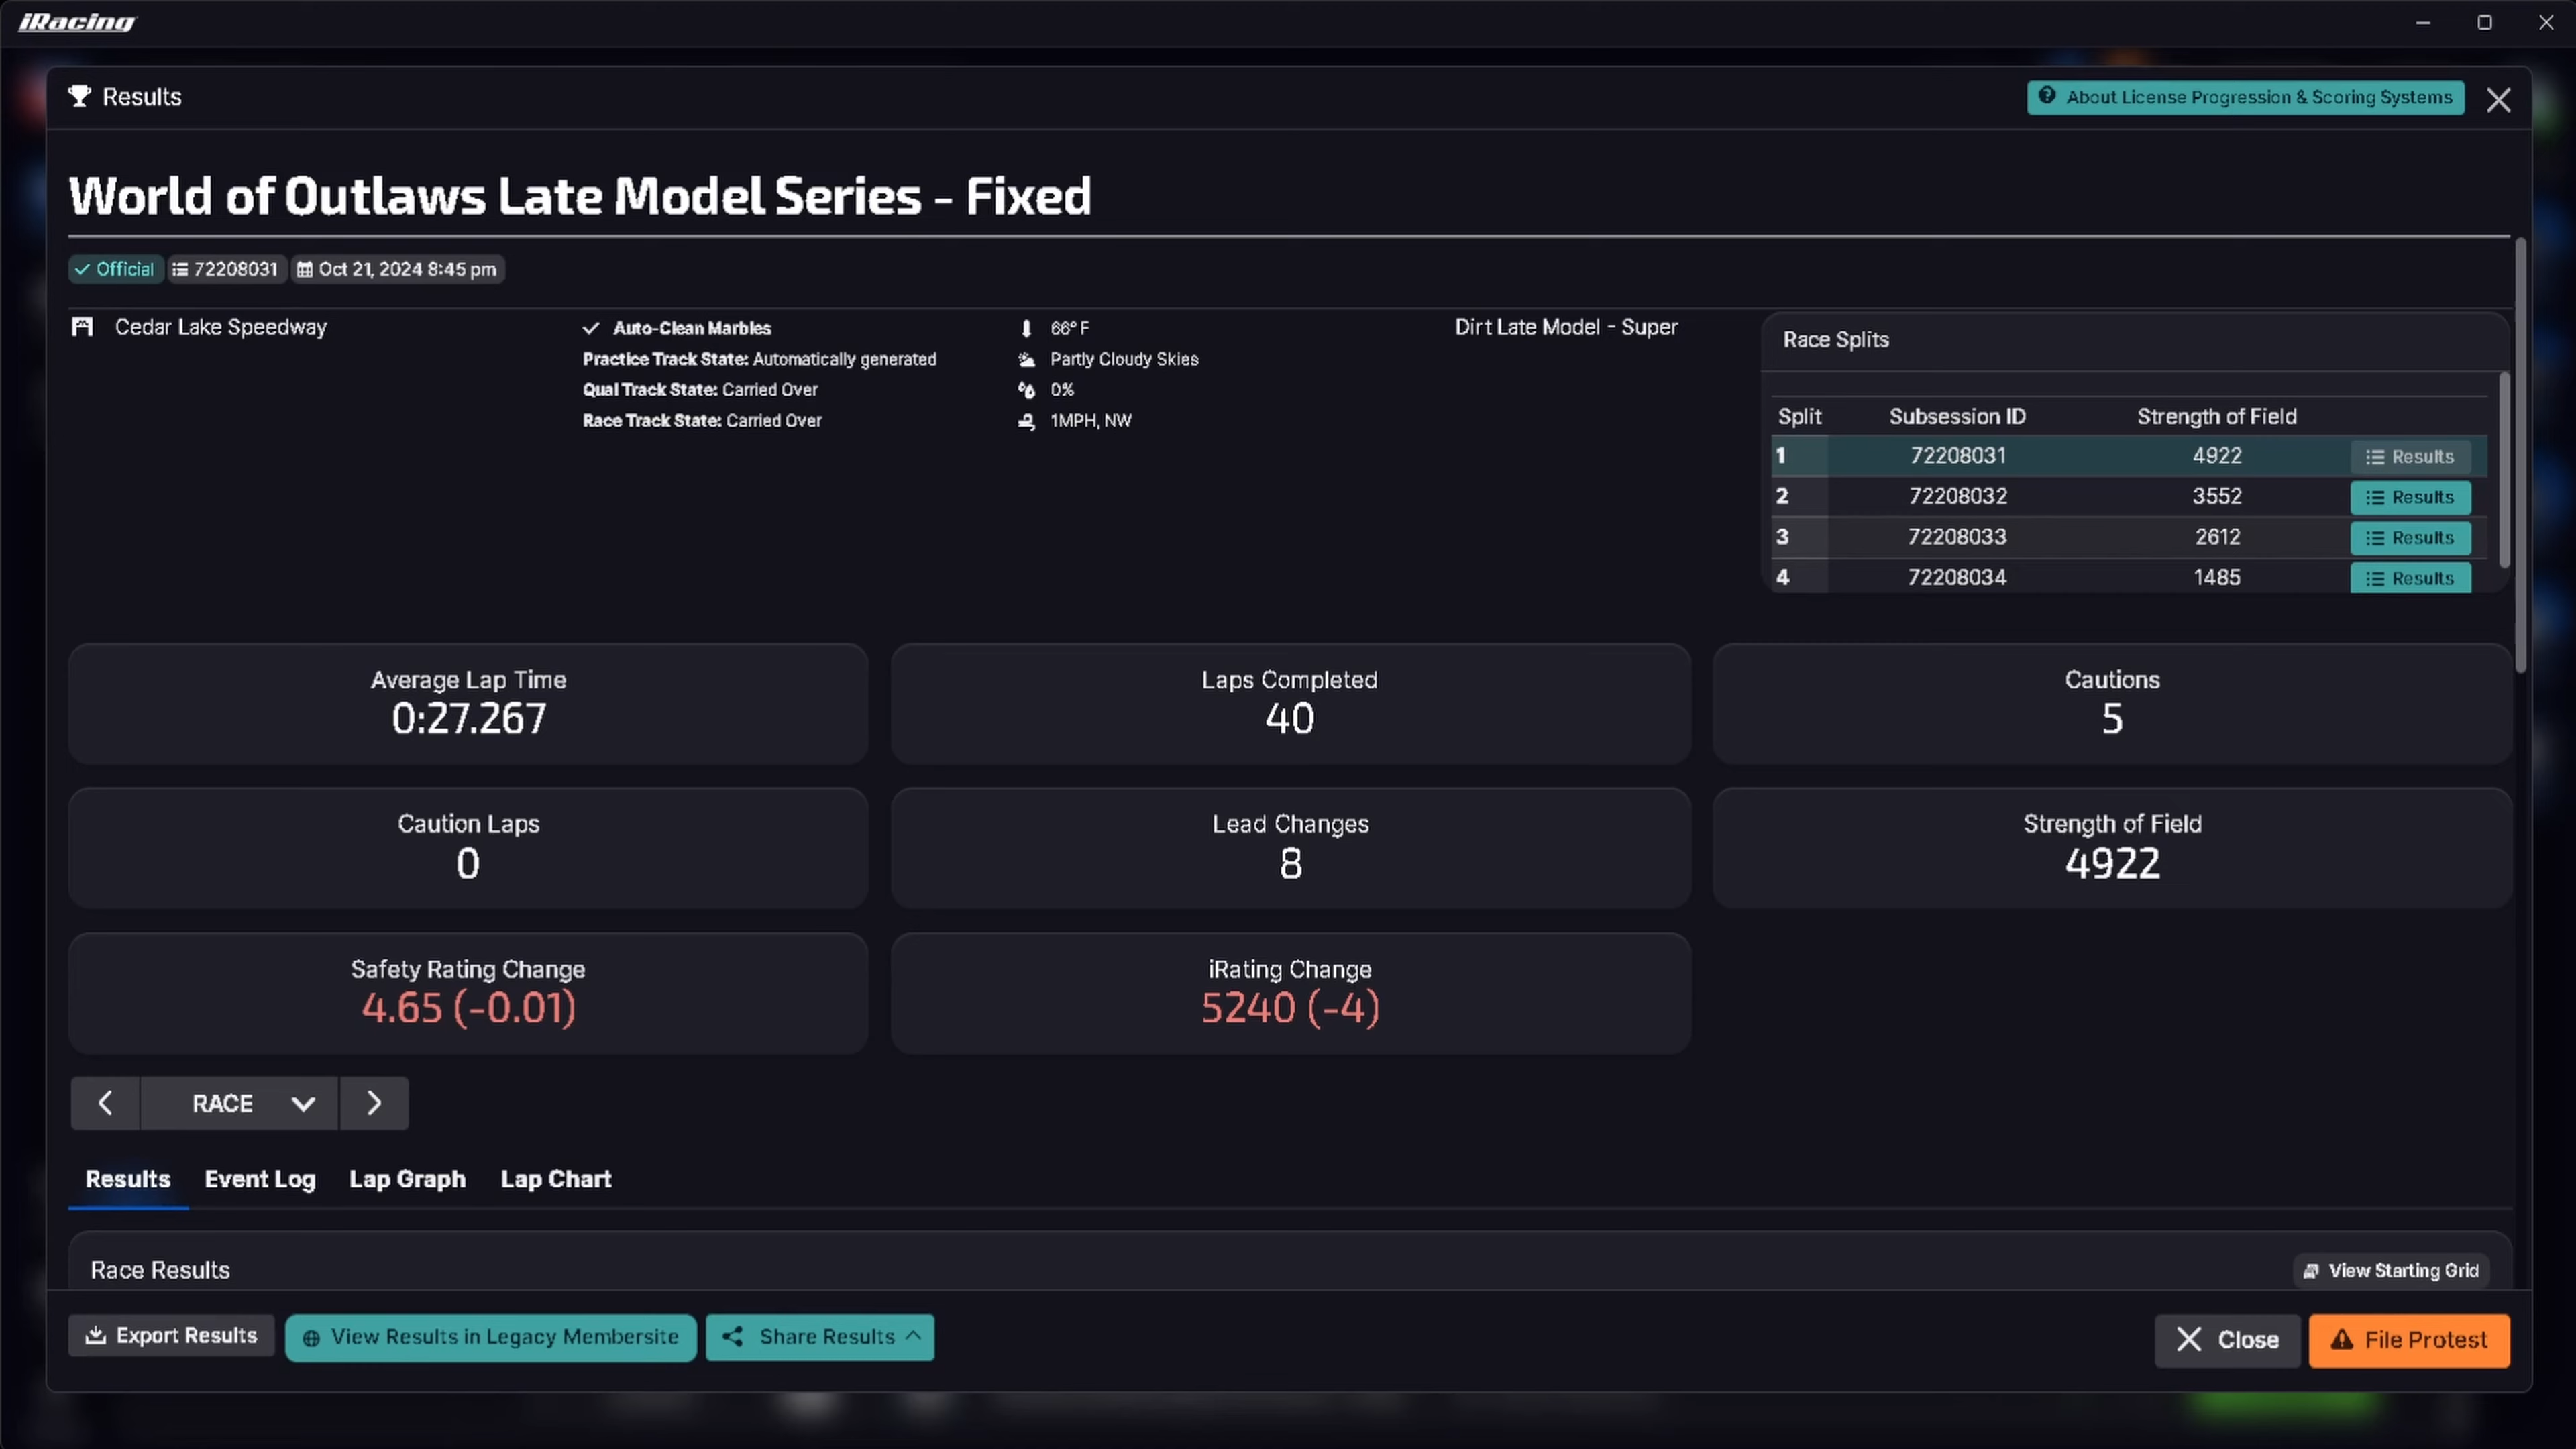 iRacing
Results
About License Progression & Scoring Systems
World of Outlaws Late Model Series - Fixed
Official
72208031
Oct 21, 2024 8:45 pm
Cedar Lake Speedway
Auto-Clean Marbles
Practice Track State: Automatically generated
Qual Track State: Carried Over
Race Track State: Carried Over
66° F
Partly Cloudy Skies
0%
1MPH, NW
Dirt Late Model - Super
Race Splits
Split Subsession ID Strength of Field
1 72208031 4922 Results
2 72208032 3552 Results
3 72208033 2612 Results
4 72208034 1485 Results
Average Lap Time
0:27.267
Laps Completed
40
Cautions
5
Caution Laps
0
Lead Changes
8
Strength of Field
4922
Safety Rating Change
4.65 (-0.01)
iRating Change
5240 (-4)
RACE
Results Event Log Lap Graph Lap Chart
Race Results
View Starting Grid
Export Results
View Results in Legacy Membersite
Share Results
Close
File Protest